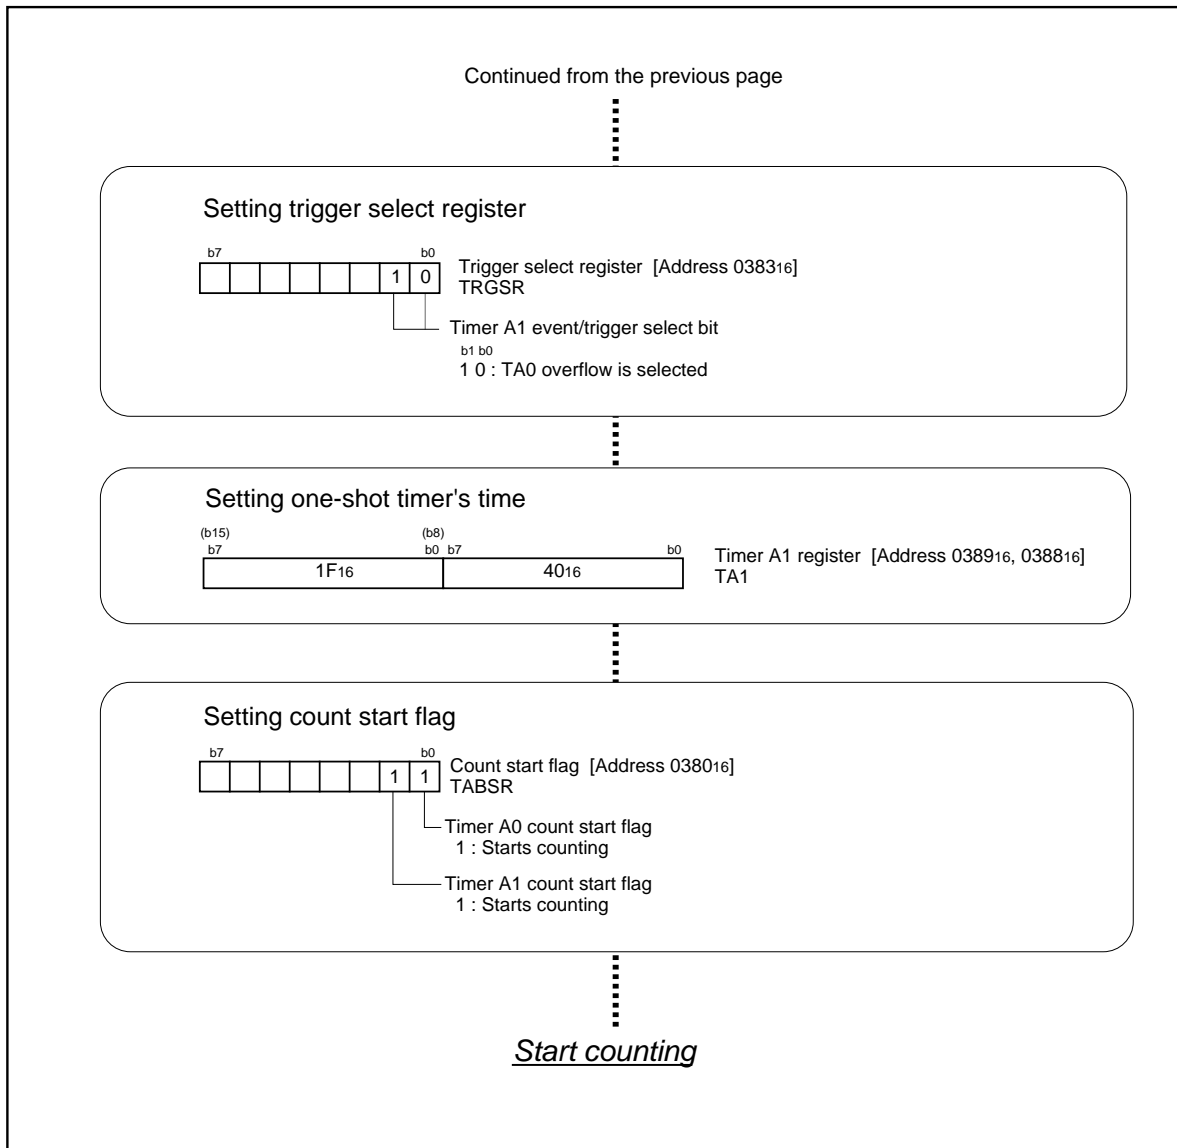 Continued from the previous page
Setting trigger select register
b7 b0
1 0
Trigger select register [Address 038316]
TRGSR
Timer A1 event/trigger select bit
b1 b0
1 0 : TA0 overflow is selected
Setting one-shot timer's time
(b15) (b8)
b7 b0 b7 b0
1F16 4016
Timer A1 register [Address 038916, 038816]
TA1
Setting count start flag
b7 b0
1 1
Count start flag [Address 038016]
TABSR
Timer A0 count start flag
1 : Starts counting
Timer A1 count start flag
1 : Starts counting
Start counting